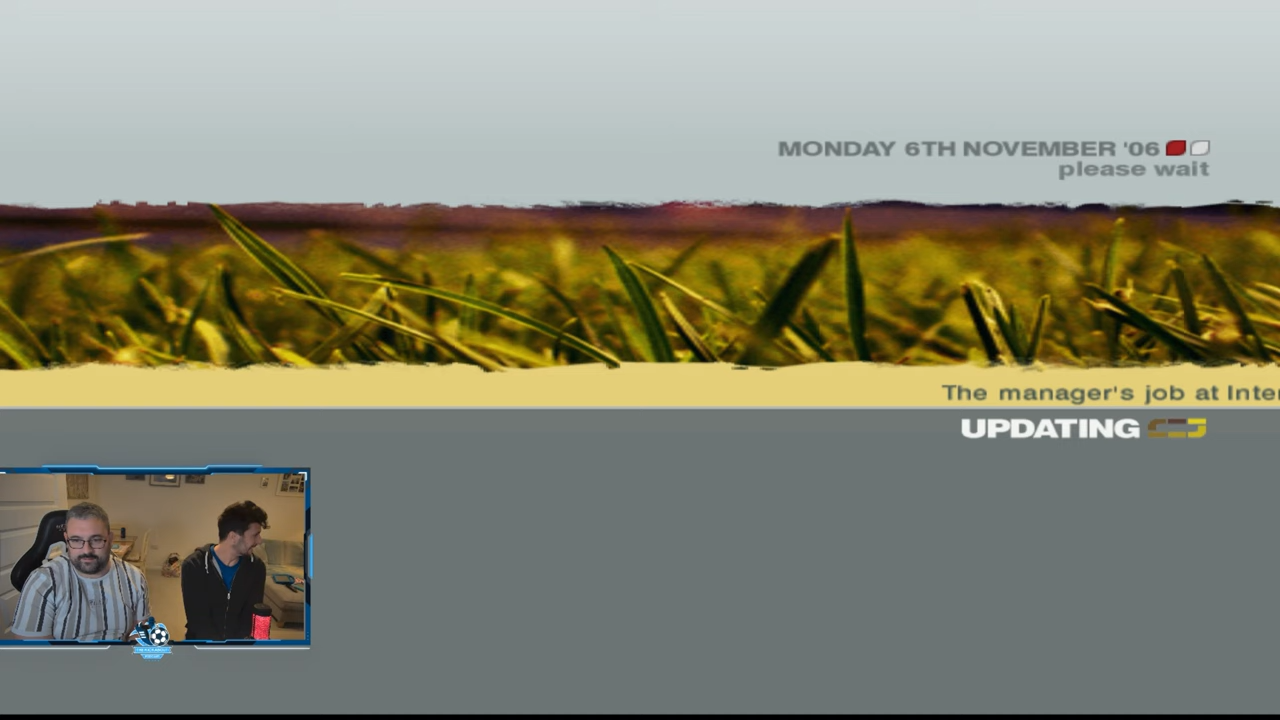 MONDAY 6TH NOVEMBER '06
please wait
The manager's job at Inter
UPDATING